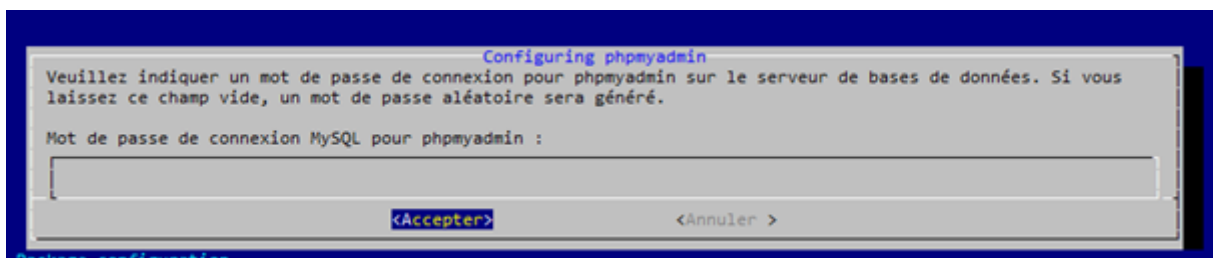 Configuring phpmyadmin
Veuillez indiquer un mot de passe de connexion pour phpmyadmin sur le serveur de bases de données. Si vous
laissez ce champ vide, un mot de passe aléatoire sera généré.
Mot de passe de connexion MySQL pour phpmyadmin :
<Accepter> <Annuler >
Package configuration